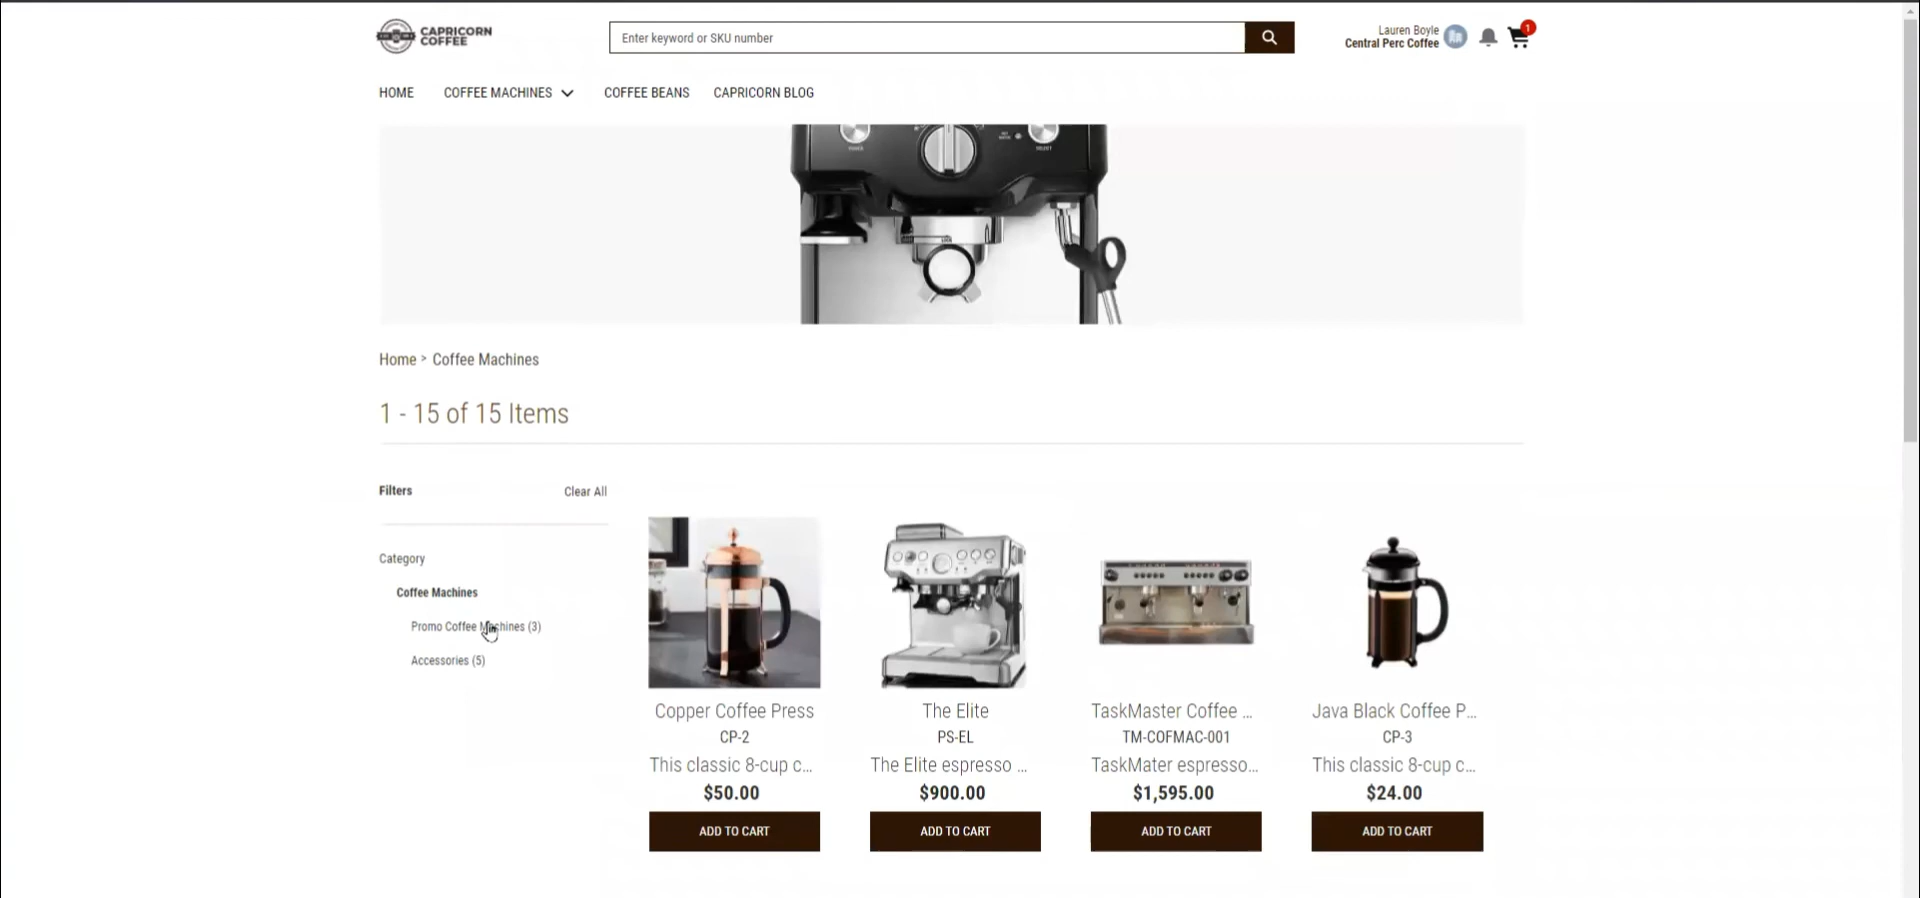 CAPRICORN
COFFEE
Enter keyword or SKU number
Lauren Boyle
Central Perc Coffee
1
HOME
COFFEE MACHINES
COFFEE BEANS
CAPRICORN BLOG
Home > Coffee Machines
1 - 15 of 15 Items
Filters
Clear All
Category
Coffee Machines
Promo Coffee Machines (3)
Accessories (5)
Copper Coffee Press
CP-2
This classic 8-cup c...
$50.00
ADD TO CART
The Elite
PS-EL
The Elite espresso ...
$900.00
ADD TO CART
TaskMaster Coffee ...
TM-COFMAC-001
TaskMater espresso...
$1,595.00
ADD TO CART
Java Black Coffee P...
CP-3
This classic 8-cup c...
$24.00
ADD TO CART